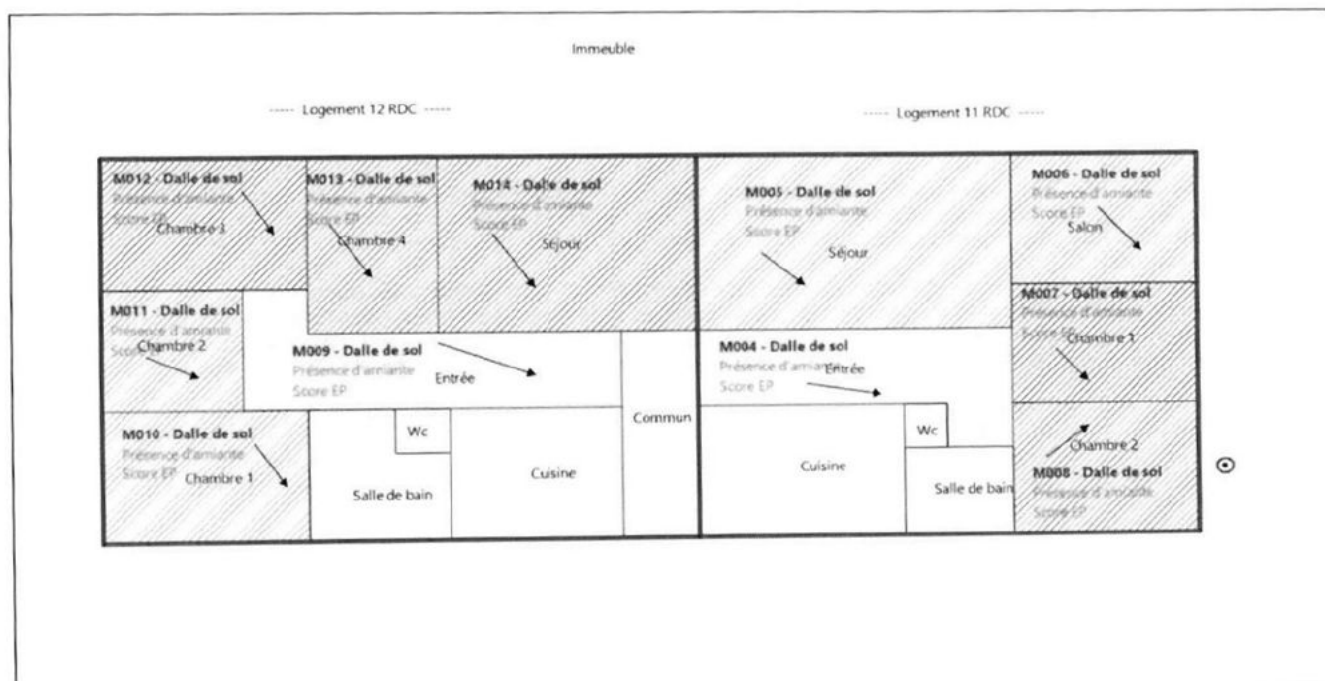 Immeuble
----- Logement 12 RDC -----
----- Logement 11 RDC -----
M012 - Dalle de sol
Présence d'amiante
Score EP
Chambre 3
M013 - Dalle de sol
Présence d'amiante
Score EP
Chambre 4
M014 - Dalle de sol
Présence d'amiante
Score EP
Séjour
M005 - Dalle de sol
Présence d'amiante
Score EP
Séjour
M006 - Dalle de sol
Présence d'amiante
Score EP
Salon
M011 - Dalle de sol
Présence d'amiante
Score
Chambre 2
M009 - Dalle de sol
Présence d'amiante
Score EP
Entrée
M004 - Dalle de sol
Présence d'amiante
Score EP
Entrée
M007 - Dalle de sol
Présence d'amiante
Score EP
Chambre 1
M010 - Dalle de sol
Présence d'amiante
Score EP
Chambre 1
Wc
Salle de bain
Cuisine
Commun
Cuisine
Wc
Salle de bain
Chambre 2
M008 - Dalle de sol
Présence d'amiante
Score EP